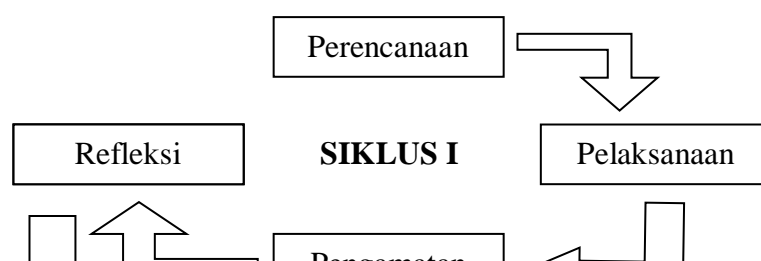 Perencanaan
Refleksi
SIKLUS I
Pelaksanaan
Pengamatan